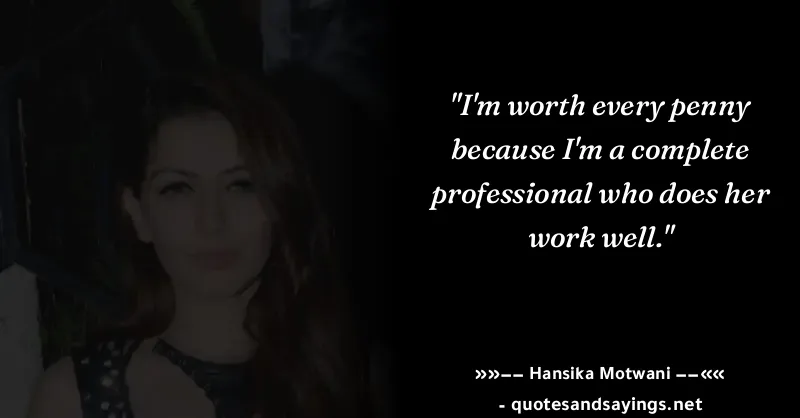 "I'm worth every penny
because I'm a complete
professional who does her
work well."
»»–– Hansika Motwani ––««
- quotesandsayings.net